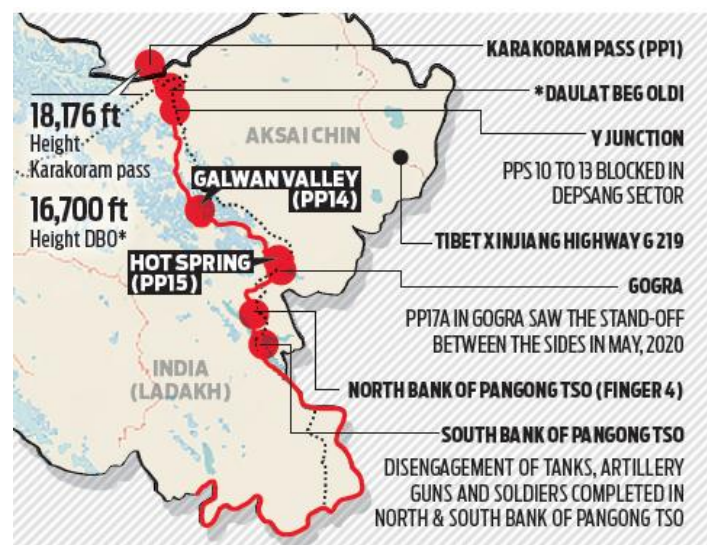 KARAKORAM PASS (PP1)
*DAULAT BEG OLDI
18,176 ft
Height
Karakoram pass
AKSAI CHIN
Y JUNCTION
PPS 10 TO 13 BLOCKED IN
DEPSANG SECTOR
GALWAN VALLEY
(PP14)
16,700 ft
Height DBO*
TIBET XINJIANG HIGHWAY G 219
HOT SPRING
(PP15)
GOGRA
PP17A IN GOGRA SAW THE STAND-OFF
BETWEEN THE SIDES IN MAY, 2020
INDIA
(LADAKH)
NORTH BANK OF PANGONG TSO (FINGER 4)
SOUTH BANK OF PANGONG TSO
DISENGAGEMENT OF TANKS, ARTILLERY
GUNS AND SOLDIERS COMPLETED IN
NORTH & SOUTH BANK OF PANGONG TSO